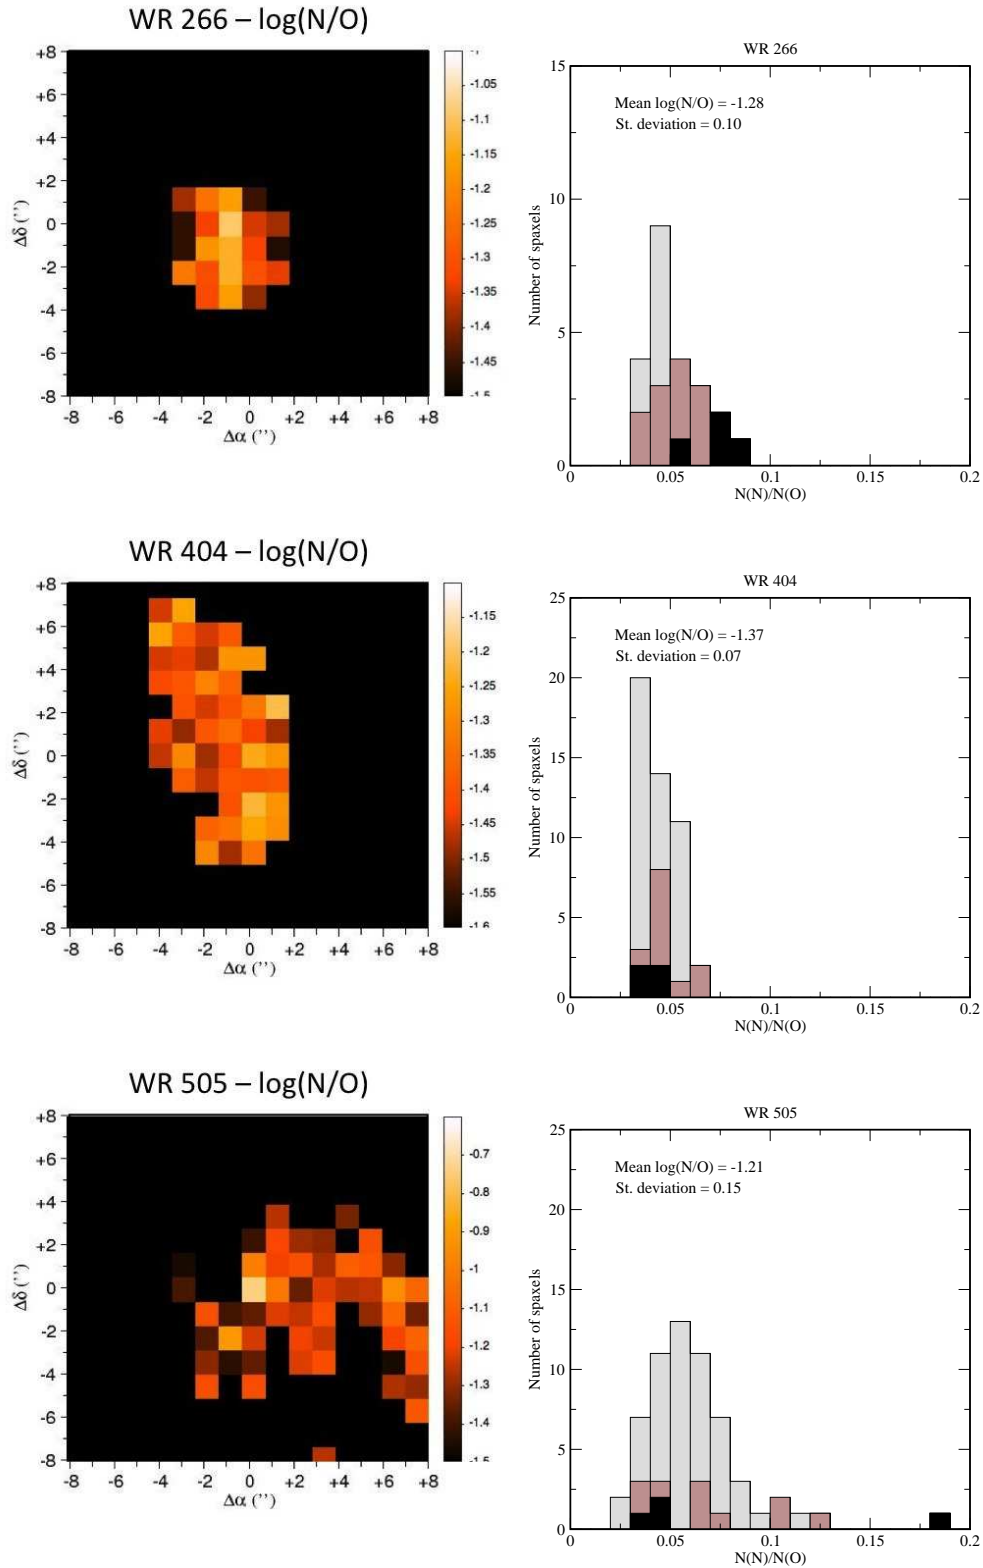 WR 266 – log(N/O)
+8
+6
+4
+2
0
-2
-4
-6
-8
Δδ (’’)
-8 -6 -4 -2 0 +2 +4 +6 +8
Δα (’’)
-1.05
-1.1
-1.15
-1.2
-1.25
-1.3
-1.35
-1.4
-1.45
WR 266
Mean log(N/O) = -1.28
St. deviation = 0.10
15
10
5
0
Number of spaxels
0 0.05 0.1 0.15 0.2
N(N)/N(O)
WR 404 – log(N/O)
+8
+6
+4
+2
0
-2
-4
-6
-8
Δδ (’’)
-8 -6 -4 -2 0 +2 +4 +6 +8
Δα (’’)
-1.15
-1.2
-1.25
-1.3
-1.35
-1.4
-1.45
-1.5
-1.55
-1.6
WR 404
Mean log(N/O) = -1.37
St. deviation = 0.07
25
20
15
10
5
0
Number of spaxels
0 0.05 0.1 0.15 0.2
N(N)/N(O)
WR 505 – log(N/O)
+8
+6
+4
+2
0
-2
-4
-6
-8
Δδ (’’)
-8 -6 -4 -2 0 +2 +4 +6 +8
Δα (’’)
-0.7
-0.8
-0.9
-1
-1.1
-1.2
-1.3
-1.4
WR 505
Mean log(N/O) = -1.21
St. deviation = 0.15
25
20
15
10
5
0
Number of spaxels
0 0.05 0.1 0.15 0.2
N(N)/N(O)